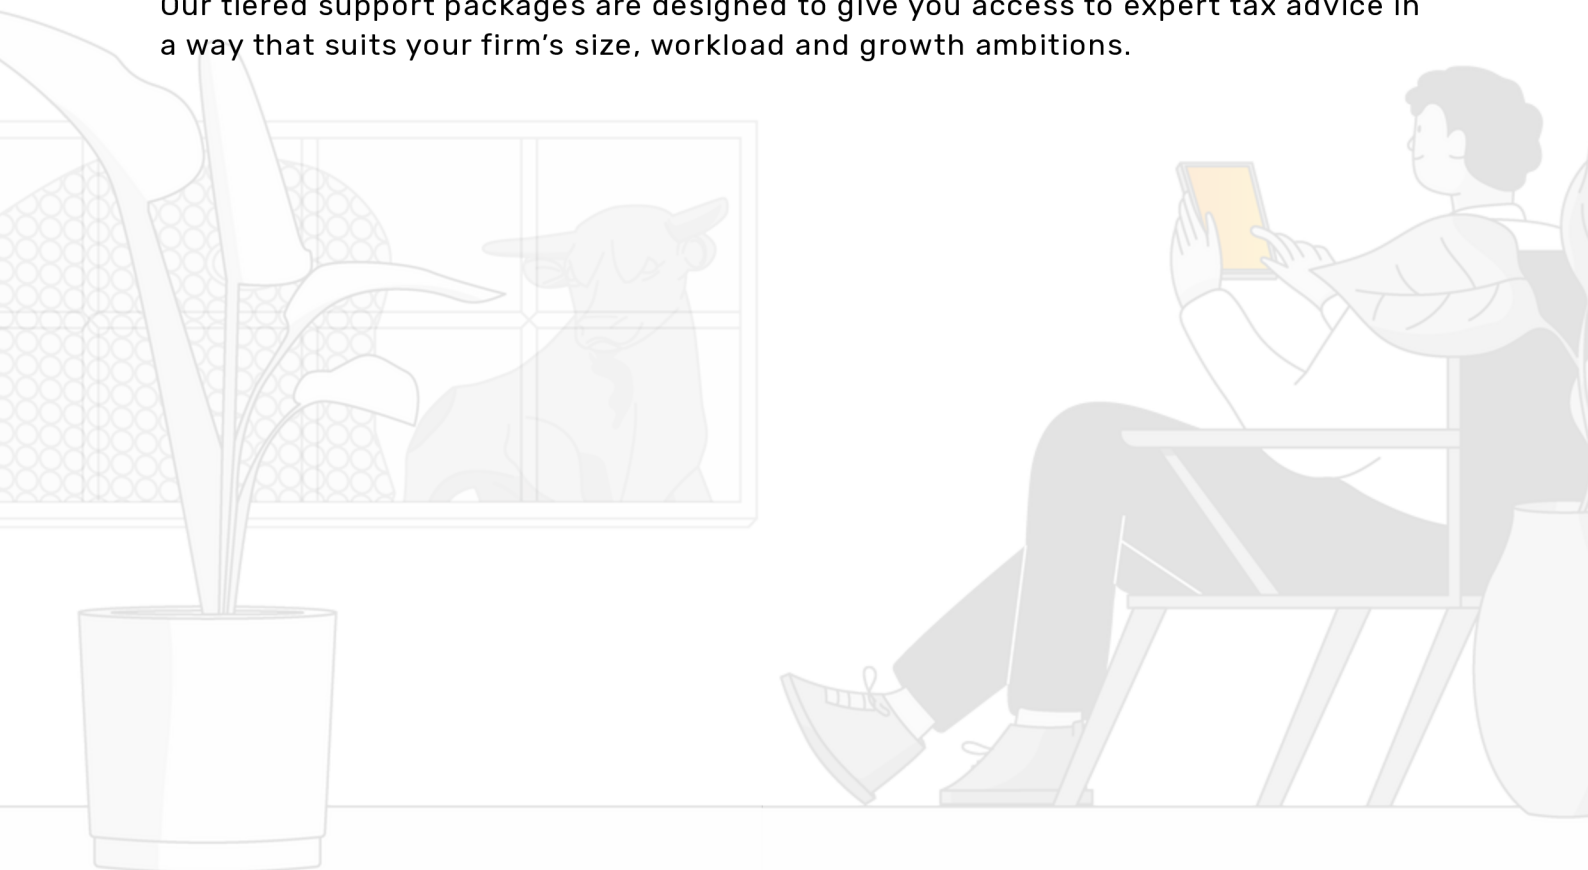 Our tiered support packages are designed to give you access to expert tax advice in
a way that suits your firm’s size, workload and growth ambitions.